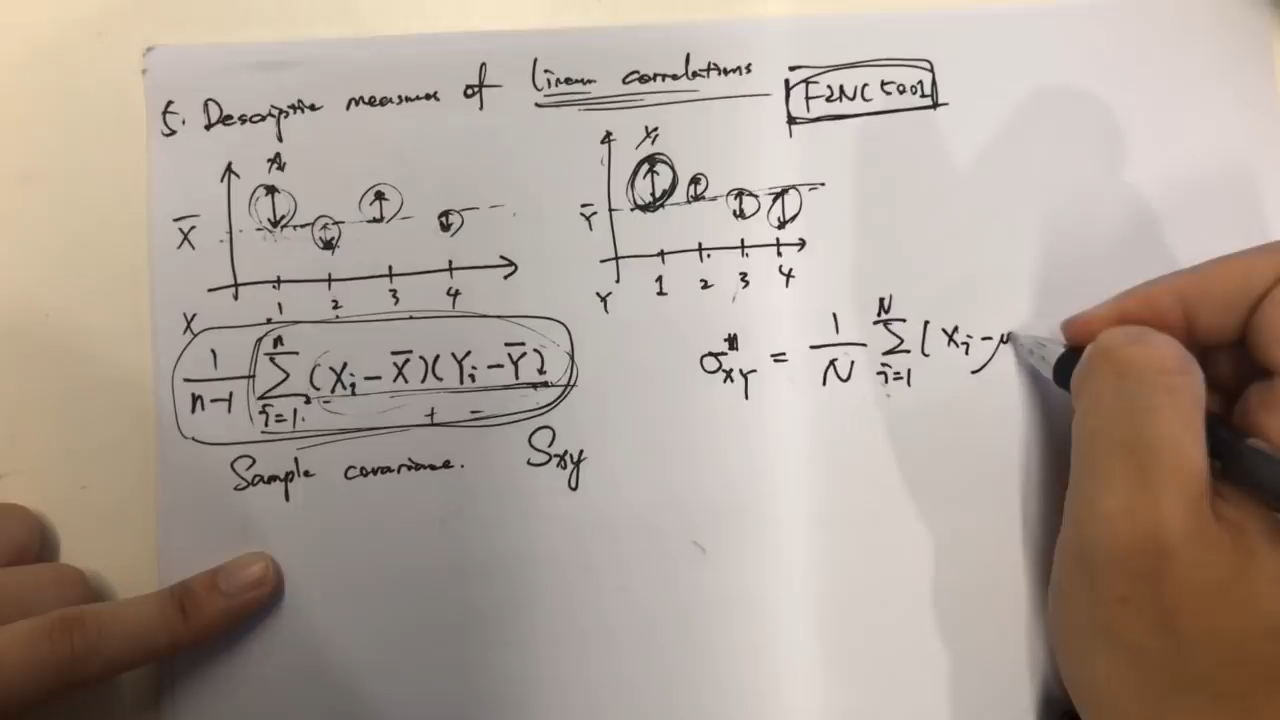 5. Descriptive measures of linear correlations
F2NC5001
X̄
1 2 3 4
X
X₁
Ȳ
1 2 3 4
Y
1/(n-1) Σ_{i=1}^{n} (X_i - X̄)(Y_i - Ȳ)
+ -
Sample covariance. S_xy
σ_XY = 1/N Σ_{i=1}^{N} (X_i - μ